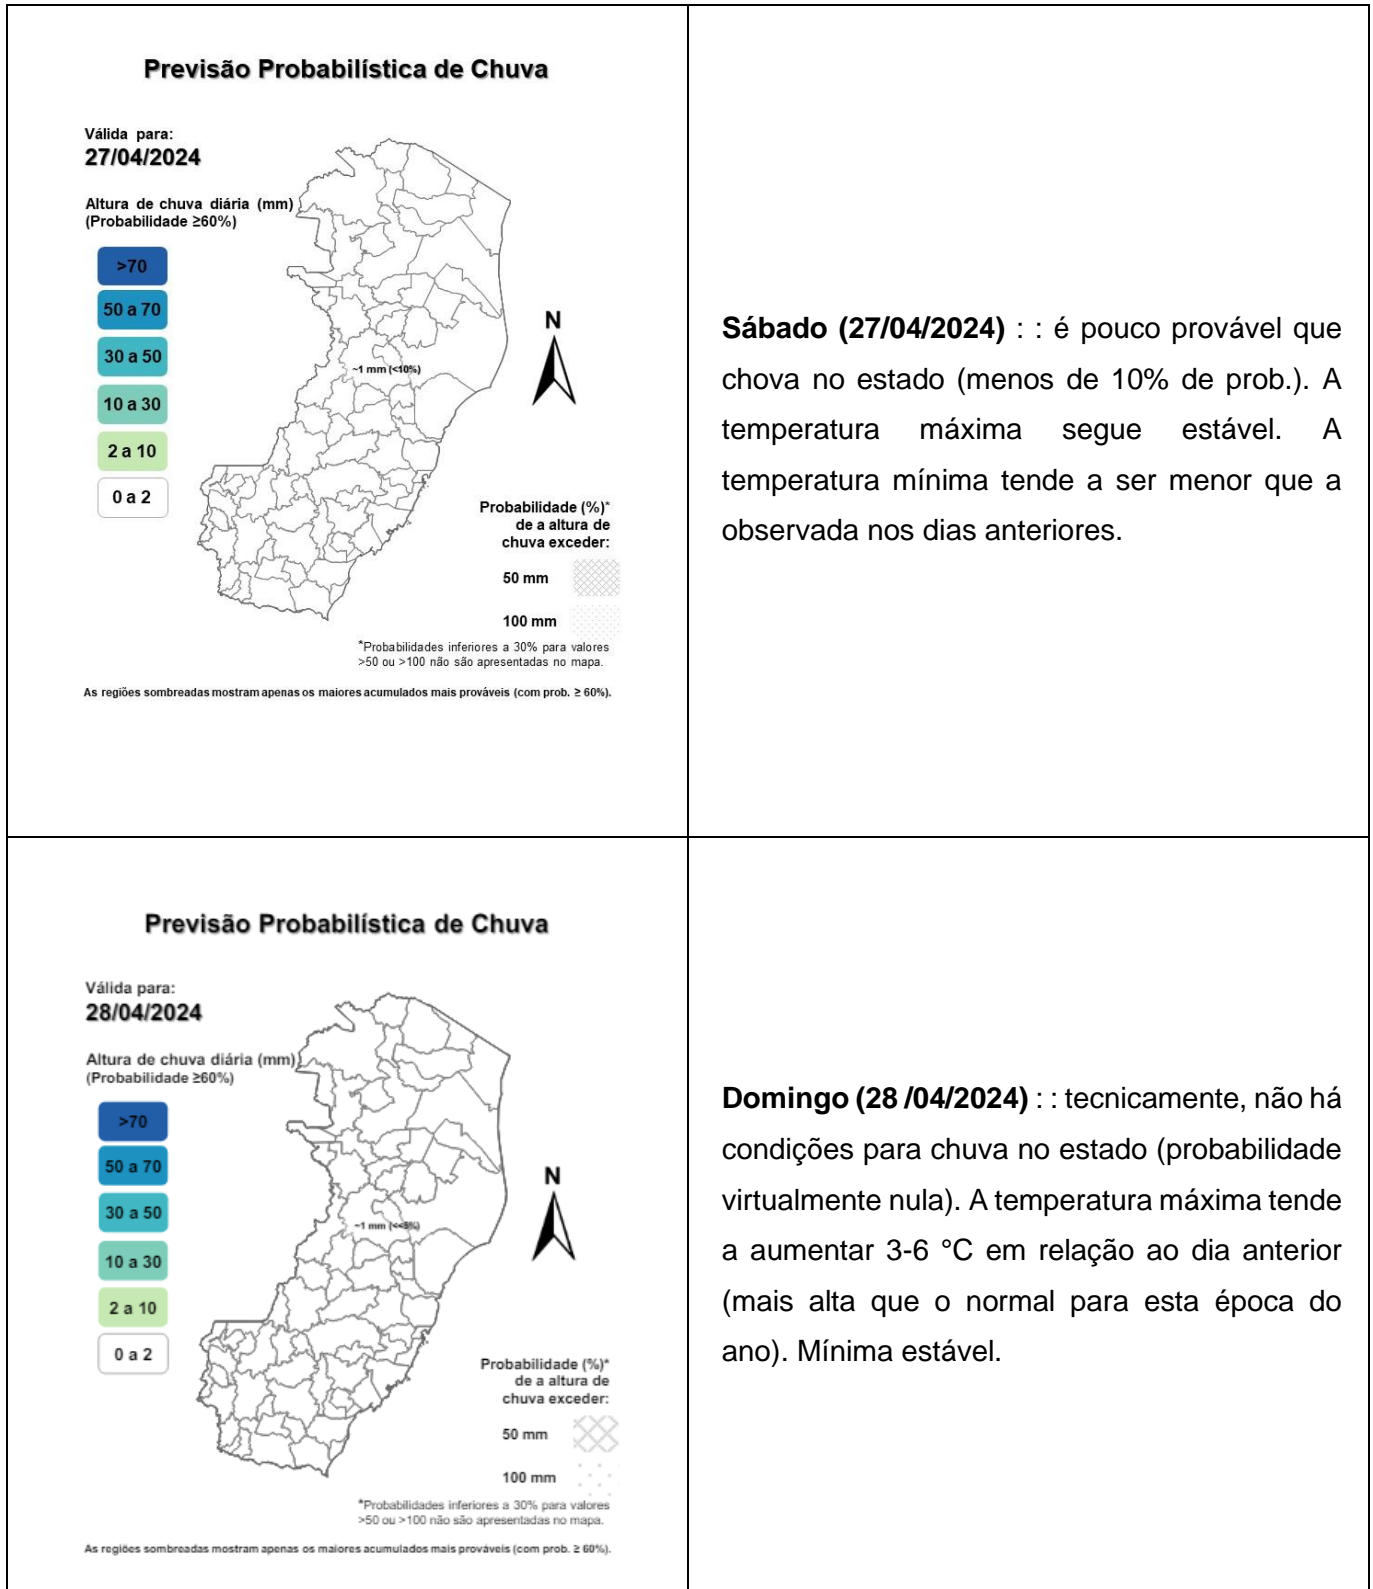 Previsão Probabilística de Chuva
Válida para:
27/04/2024
Altura de chuva diária (mm)
(Probabilidade ≥60%)
>70
50 a 70
30 a 50
10 a 30
2 a 10
0 a 2
~1 mm (<10%)
N
Probabilidade (%)*
de a altura de
chuva exceder:
50 mm
100 mm
*Probabilidades inferiores a 30% para valores
>50 ou >100 não são apresentadas no mapa.
As regiões sombreadas mostram apenas os maiores acumulados mais prováveis (com prob. ≥ 60%).
Sábado (27/04/2024) : : é pouco provável que
chova no estado (menos de 10% de prob.). A
temperatura máxima segue estável. A
temperatura mínima tende a ser menor que a
observada nos dias anteriores.
Previsão Probabilística de Chuva
Válida para:
28/04/2024
Altura de chuva diária (mm)
(Probabilidade ≥60%)
>70
50 a 70
30 a 50
10 a 30
2 a 10
0 a 2
~1 mm (<<5%)
N
Probabilidade (%)*
de a altura de
chuva exceder:
50 mm
100 mm
*Probabilidades inferiores a 30% para valores
>50 ou >100 não são apresentadas no mapa.
As regiões sombreadas mostram apenas os maiores acumulados mais prováveis (com prob. ≥ 60%).
Domingo (28 /04/2024) : : tecnicamente, não há
condições para chuva no estado (probabilidade
virtualmente nula). A temperatura máxima tende
a aumentar 3-6 °C em relação ao dia anterior
(mais alta que o normal para esta época do
ano). Mínima estável.